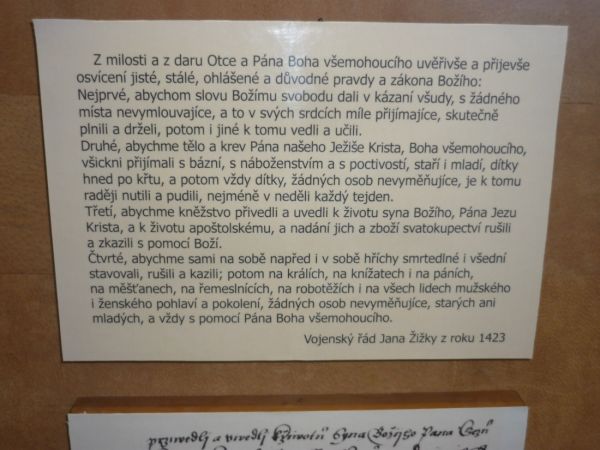 Z milosti a z daru Otce a Pána Boha všemohoucího uvěřivše a přijevše
osvícení jisté, stálé, ohlášené a důvodné pravdy a zákona Božího:
Nejprvé, abychom slovu Božímu svobodu dali v kázaní všudy, s žádného
místa nevymlouvajíce, a to v svých srdcích míle přijímajíce, skutečně
plnili a drželi, potom i jiné k tomu vedli a učili.
Druhé, abychme tělo a krev Pána našeho Ježiše Krista, Boha všemohoucího,
všickni přijímali s bázní, s náboženstvím a s poctivostí, staří i mladí, dítky
hned po křtu, a potom vždy dítky, žádných osob nevyměňujíce, je k tomu
raději nutili a pudili, nejméně v neděli každý tejden.
Třetí, abychme kněžstvo přivedli a uvedli k životu syna Božího, Pána Jezu
Krista, a k životu apoštolskému, a nadání jich a zboží svatokupectví rušili
a zkazili s pomocí Boží.
Čtvrté, abychme sami na sobě napřed i v sobě hříchy smrtedlné i všední
stavovali, rušili a kazili; potom na králích, na knížatech i na páních,
na měšťanech, na řemeslnících, na robotěžích i na všech lidech mužského
i ženského pohlaví a pokolení, žádných osob nevyměňujíce, starých ani
mladých, a vždy s pomocí Pána Boha všemohoucího.
Vojenský řád Jana Žižky z roku 1423
przivedli a uvedli k životu Syna Božijho Pana Gezu